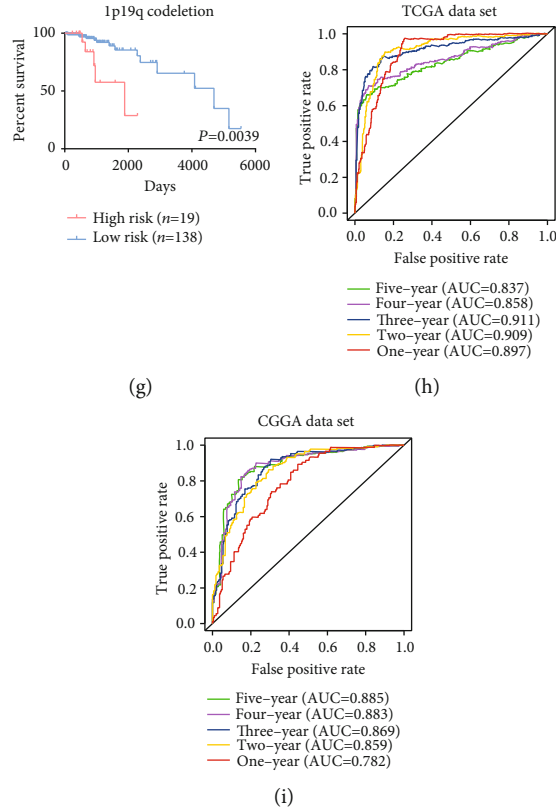 1p19q codeletion
Percent survival
100
50
0
0 2000 4000 6000
P=0.0039
Days
High risk (n=19)
Low risk (n=138)
(g)
TCGA data set
True positive rate
1.0
0.8
0.6
0.4
0.2
0.0
0.0 0.2 0.4 0.6 0.8 1.0
False positive rate
Five–year (AUC=0.837)
Four–year (AUC=0.858)
Three–year (AUC=0.911)
Two–year (AUC=0.909)
One–year (AUC=0.897)
(h)
CGGA data set
True positive rate
1.0
0.8
0.6
0.4
0.2
0.0
0.0 0.2 0.4 0.6 0.8 1.0
False positive rate
Five–year (AUC=0.885)
Four–year (AUC=0.883)
Three–year (AUC=0.869)
Two–year (AUC=0.859)
One–year (AUC=0.782)
(i)